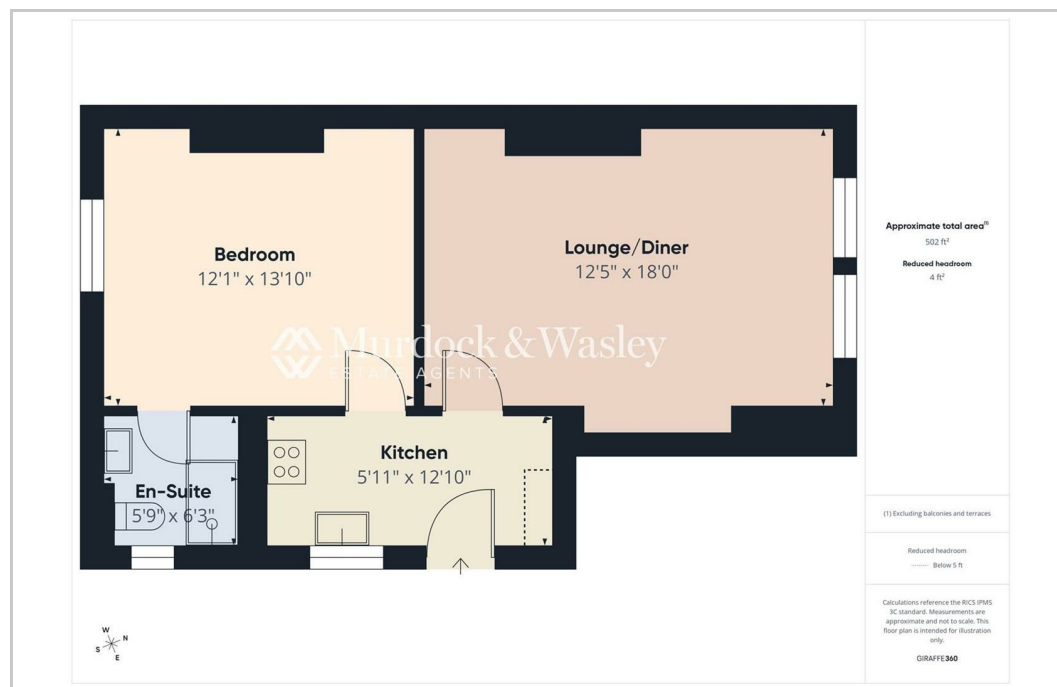 Bedroom
12'1" x 13'10"
Lounge/Diner
12'5" x 18'0"
Murdock & Wasley
ESTATE AGENTS
Kitchen
5'11" x 12'10"
En-Suite
5'9" x 6'3"
W
N
S
E
Approximate total area(1)
502 ft²
Reduced headroom
4 ft²
(1) Excluding balconies and terraces
Reduced headroom
Below 5 ft
Calculations reference the RICS IPMS
3C standard. Measurements are
approximate and not to scale. This
floor plan is intended for illustration
only.
GIRAFFE360